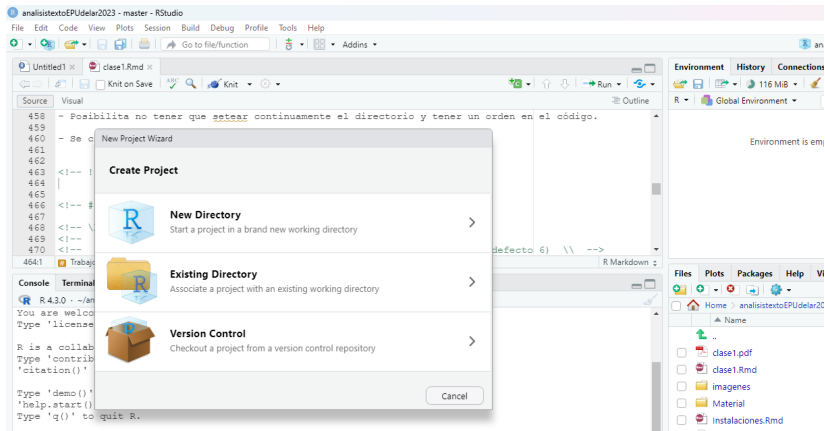 analisistextoEPUdelar2023 - master - RStudio
File Edit Code View Plots Session Build Debug Profile Tools Help
Go to file/function Addins
Untitled1 clase1.Rmd
Knit on Save ABC Knit Run
Source Visual Outline
458 - Posibilita no tener que setear continuamente el directorio y tener un orden en el código.
459
460 - Se c
461
462
463 <!-- !
464
465
466 <!-- #
467
468 <!-- \
469 <!--
470 <!-- defecto 6) \\ -->
464:1 Trabajo R Markdown
New Project Wizard
Create Project
New Directory
Start a project in a brand new working directory
Existing Directory
Associate a project with an existing working directory
Version Control
Checkout a project from a version control repository
Cancel
Console Terminal
R 4.3.0 · ~/an
You are welco
Type 'license
R is a collab
Type 'contrib
'citation()'
Type 'demo()'
'help.start()
Type 'q()' to quit R.
Environment History Connections
116 MiB
R Global Environment
Environment is emp
Files Plots Packages Help Vi
Home analisistextoEPUdelar20
Name
..
clase1.pdf
clase1.Rmd
imagenes
Material
Instalaciones.Rmd